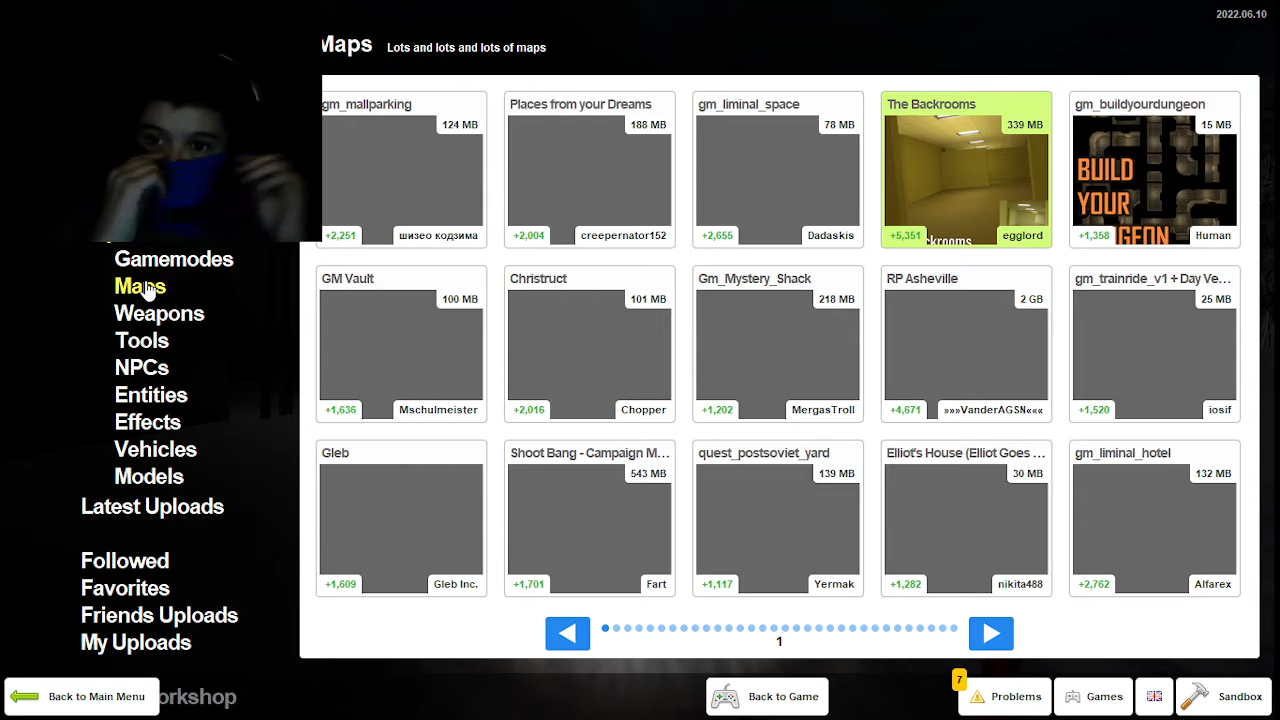 2022.06.10
Maps Lots and lots and lots of maps
gm_mallparking
124 MB
+2,251 шизео кодзима
Places from your Dreams
188 MB
+2,004 creepernator152
gm_liminal_space
78 MB
+2,655 Dadaskis
The Backrooms
339 MB
+5,351 egglord
gm_buildyourdungeon
15 MB
BUILD
YOUR
+1,358 Human
GM Vault
100 MB
+1,636 Mschulmeister
Christruct
101 MB
+2,016 Chopper
Gm_Mystery_Shack
218 MB
+1,202 MergasTroll
RP Asheville
2 GB
+4,671 »»»VanderAGSN«««
gm_trainride_v1 + Day Ve...
25 MB
+1,520 iosif
Gleb
+1,609 Gleb Inc.
Shoot Bang - Campaign M...
543 MB
+1,701 Fart
quest_postsoviet_yard
139 MB
+1,117 Yermak
Elliot's House (Elliot Goes ...
30 MB
+1,282 nikita488
gm_liminal_hotel
132 MB
+2,762 Alfarex
1
Gamemodes
Maps
Weapons
Tools
NPCs
Entities
Effects
Vehicles
Models
Latest Uploads
Followed
Favorites
Friends Uploads
My Uploads
Back to Main Menu
orkshop
Back to Game
7
Problems
Games
Sandbox